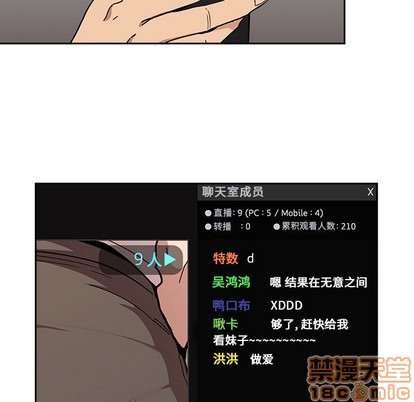 聊天室成员 X
直播: 9 (PC : 5 / Mobile : 4)
转播 : 0 累积观看人数: 210
9人▶
特数 d
吴鸿鸿 嗯 结果在无意之间
鸭口布 XDDD
啾卡 够了, 赶快给我
看妹子~~~~~~~~~~
洪洪 做爱
禁漫天堂
18COMIC